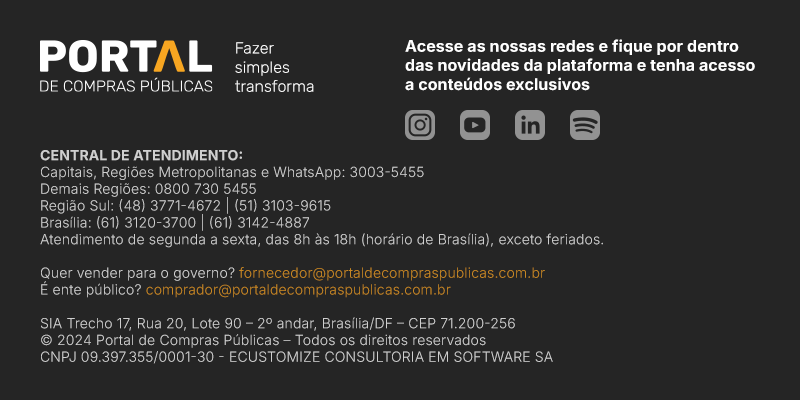 PORTAL
DE COMPRAS PÚBLICAS
Fazer
simples
transforma
Acesse as nossas redes e fique por dentro
das novidades da plataforma e tenha acesso
a conteúdos exclusivos
in
CENTRAL DE ATENDIMENTO:
Capitais, Regiões Metropolitanas e WhatsApp: 3003-5455
Demais Regiões: 0800 730 5455
Região Sul: (48) 3771-4672 | (51) 3103-9615
Brasília: (61) 3120-3700 | (61) 3142-4887
Atendimento de segunda a sexta, das 8h às 18h (horário de Brasília), exceto feriados.
Quer vender para o governo? fornecedor@portaldecompraspublicas.com.br
É ente público? comprador@portaldecompraspublicas.com.br
SIA Trecho 17, Rua 20, Lote 90 – 2º andar, Brasília/DF – CEP 71.200-256
© 2024 Portal de Compras Públicas – Todos os direitos reservados
CNPJ 09.397.355/0001-30 - ECUSTOMIZE CONSULTORIA EM SOFTWARE SA